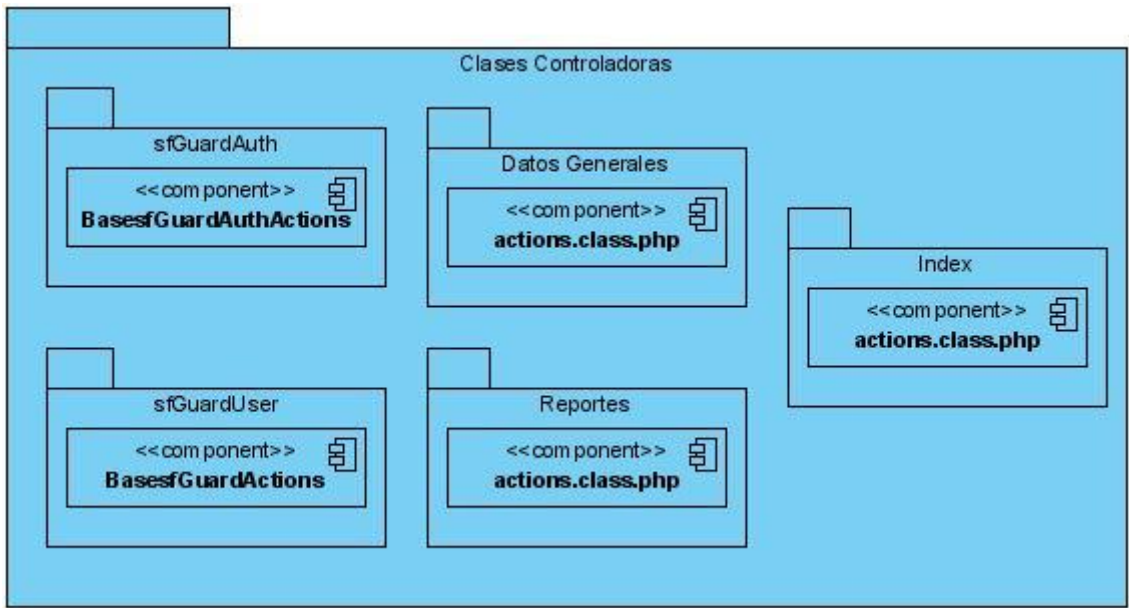 Clases Controladoras
sfGuardAuth
<<component>>
BasesfGuardAuthActions
Datos Generales
<<component>>
actions.class.php
Index
<<component>>
actions.class.php
sfGuardUser
<<component>>
BasesfGuardActions
Reportes
<<component>>
actions.class.php